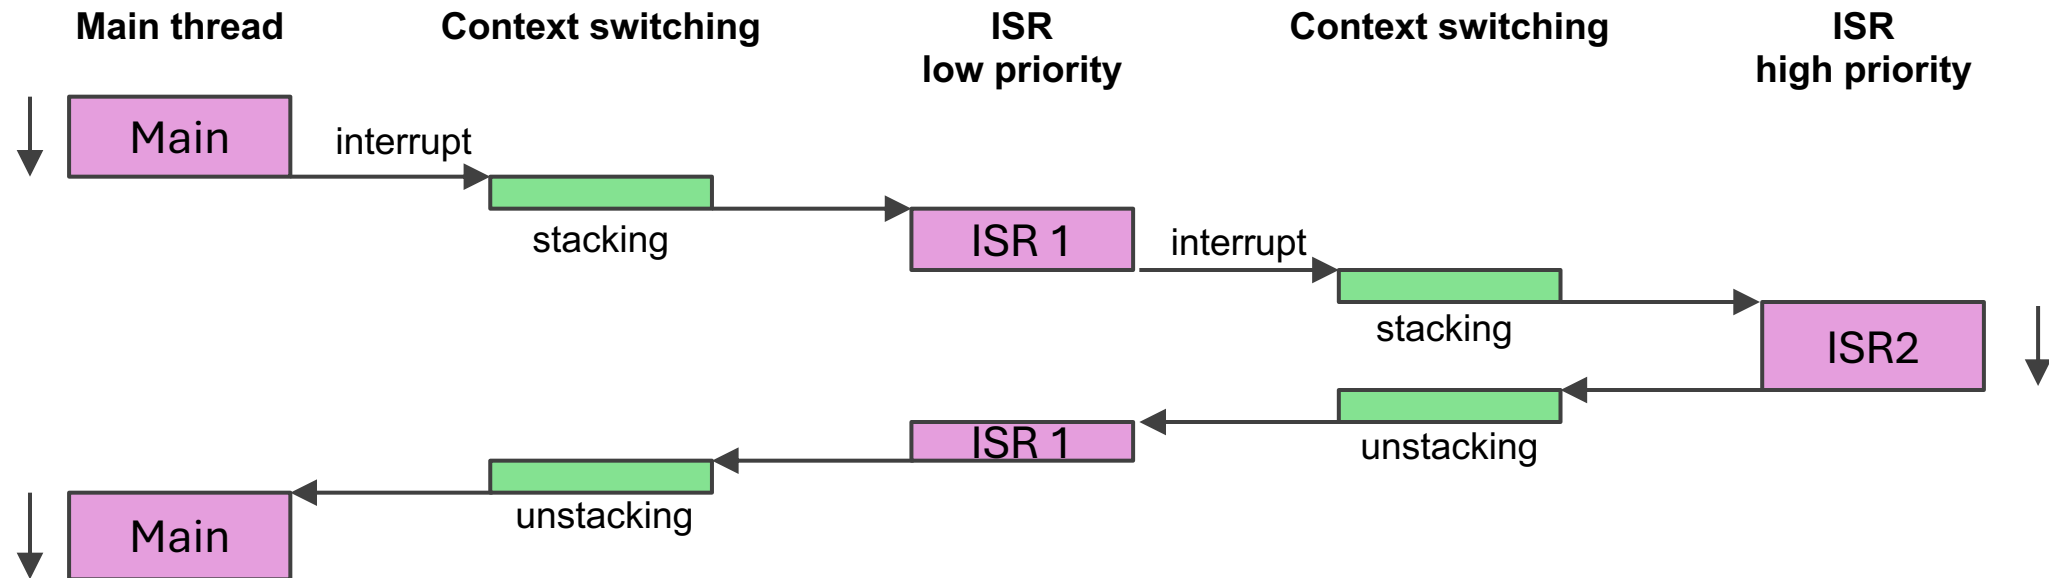 Main thread
Context switching
ISR
low priority
Context switching
ISR
high priority
Main
interrupt
stacking
ISR 1
interrupt
stacking
ISR2
unstacking
ISR 1
unstacking
Main